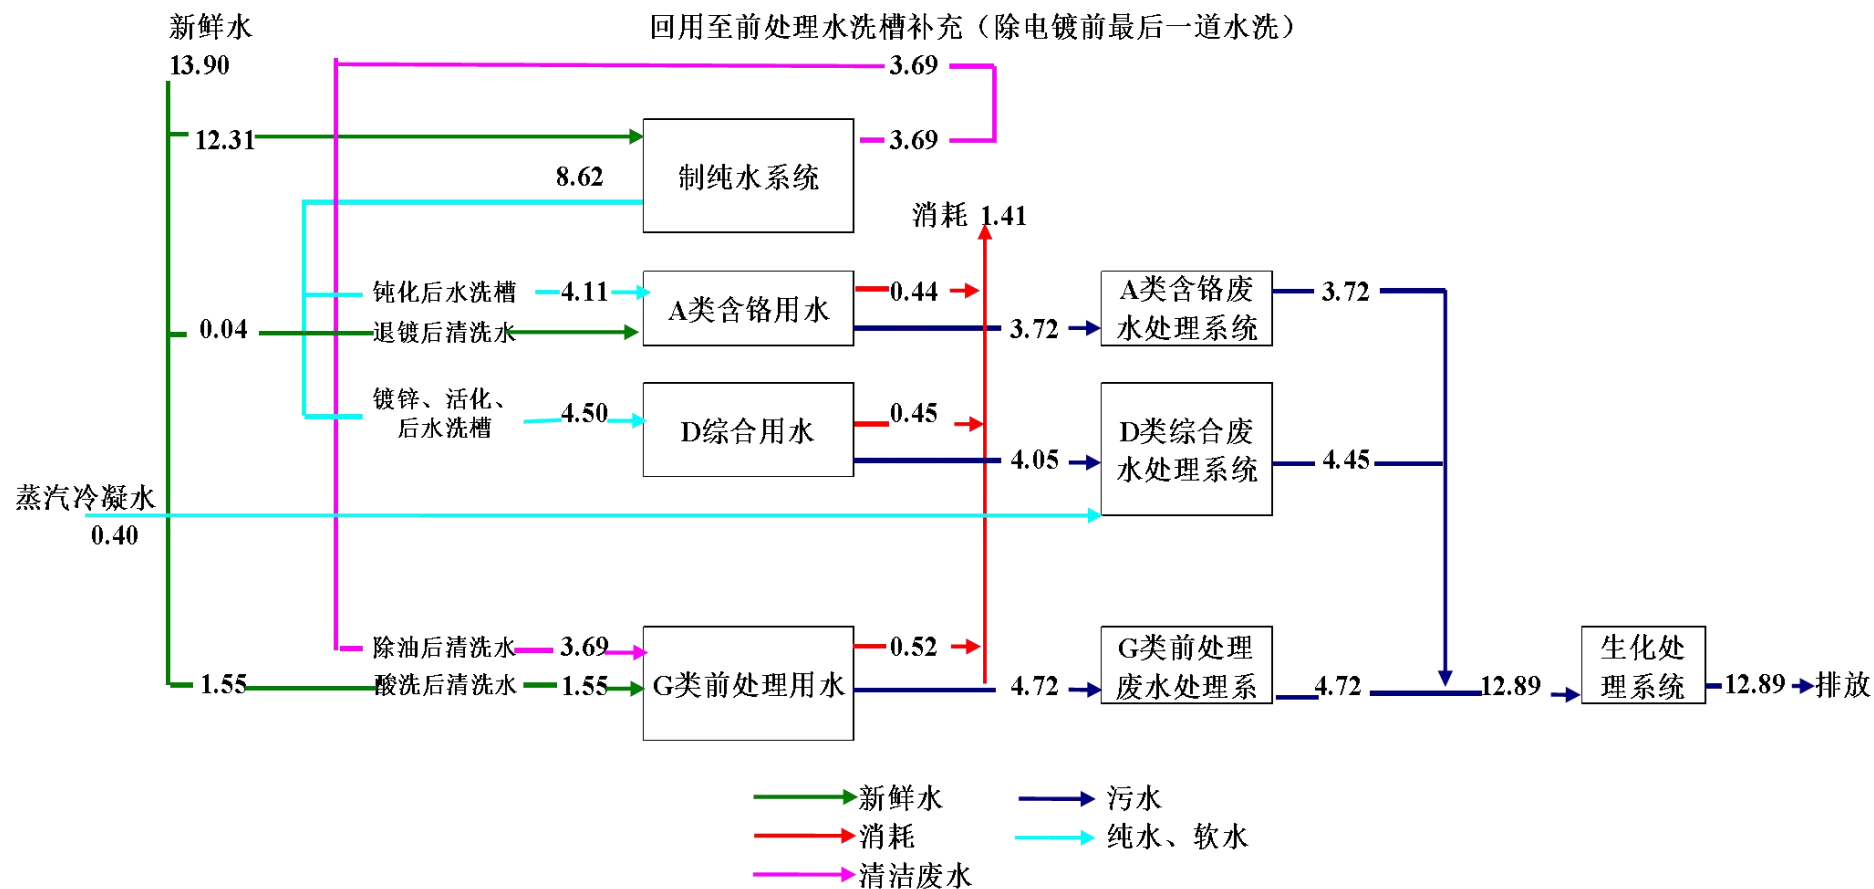 新鲜水
回用至前处理水洗槽补充（除电镀前最后一道水洗）
13.90
3.69
12.31
3.69
制纯水系统
8.62
消耗 1.41
钝化后水洗槽
4.11
A类含铬用水
0.44
A类含铬废
水处理系统
3.72
0.04
退镀后清洗水
3.72
镀锌、活化、
后水洗槽
4.50
D综合用水
0.45
4.05
D类综合废
水处理系统
4.45
蒸汽冷凝水
0.40
除油后清洗水
3.69
G类前处理用水
0.52
G类前处理
废水处理系
生化处
理系统
1.55
酸洗后清洗水
1.55
4.72
4.72
12.89
12.89
排放
新鲜水
污水
消耗
纯水、软水
清洁废水